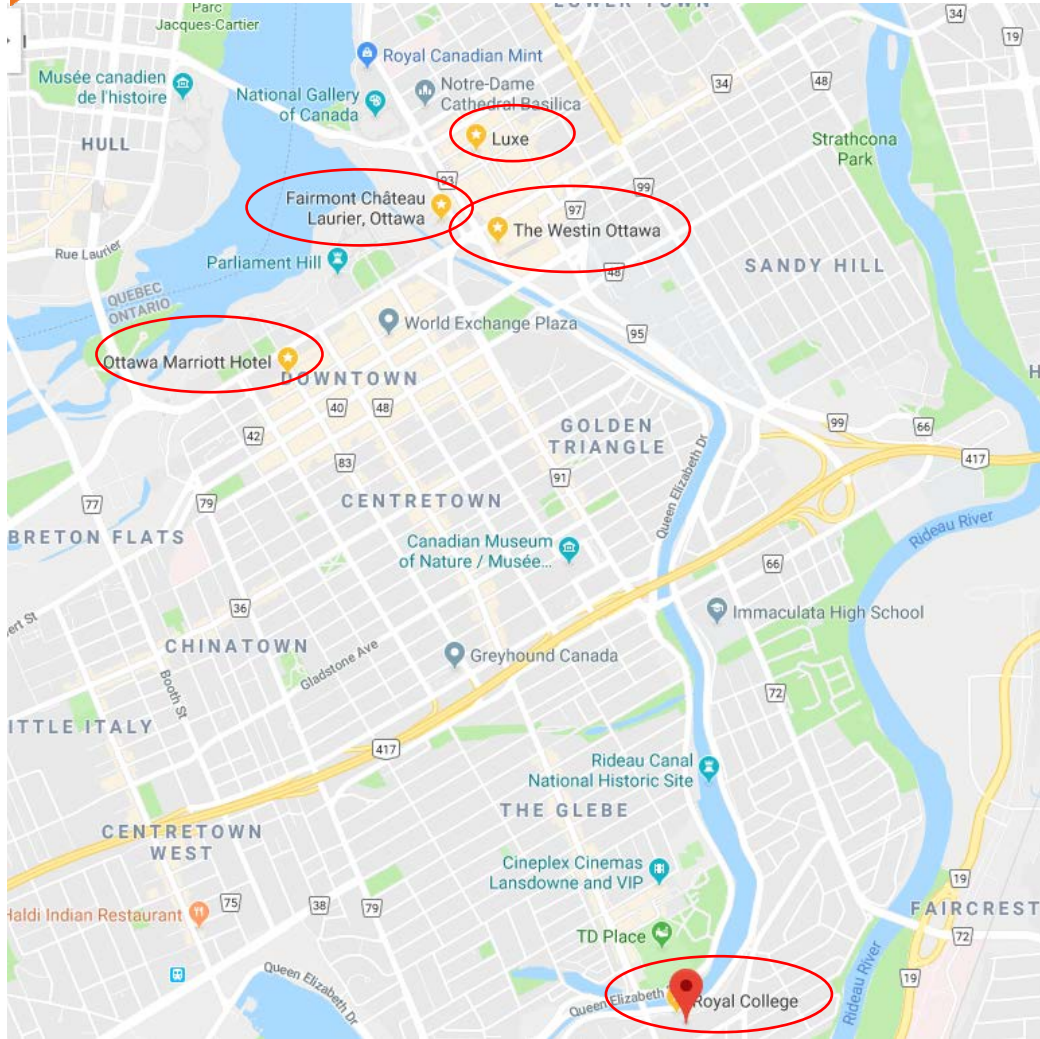 Parc
Jacques-Cartier
LOWER TOWN
34
19
Royal Canadian Mint
Musée canadien
de l'histoire
National Gallery
of Canada
Notre-Dame
Cathedral Basilica
34
48
HULL
Luxe
Strathcona
Park
93
99
Fairmont Château
Laurier, Ottawa
97
The Westin Ottawa
Rue Laurier
Parliament Hill
48
SANDY HILL
QUEBEC
ONTARIO
World Exchange Plaza
95
Ottawa Marriott Hotel
DOWNTOWN
H
40
48
GOLDEN
TRIANGLE
99
66
42
83
417
91
77
79
CENTRETOWN
Queen Elizabeth Dr
BRETON FLATS
Rideau River
Canadian Museum
of Nature / Musée...
66
36
ert St
Immaculata High School
CHINATOWN
Gladstone Ave
Greyhound Canada
Booth St
72
ITTLE ITALY
417
Rideau Canal
National Historic Site
THE GLEBE
CENTRETOWN
WEST
Cineplex Cinemas
Lansdowne and VIP
19
75
38
79
Haldi Indian Restaurant
FAIRCREST
72
TD Place
Queen Elizabeth Dr
Rideau River
19
Queen Elizabeth
Royal College